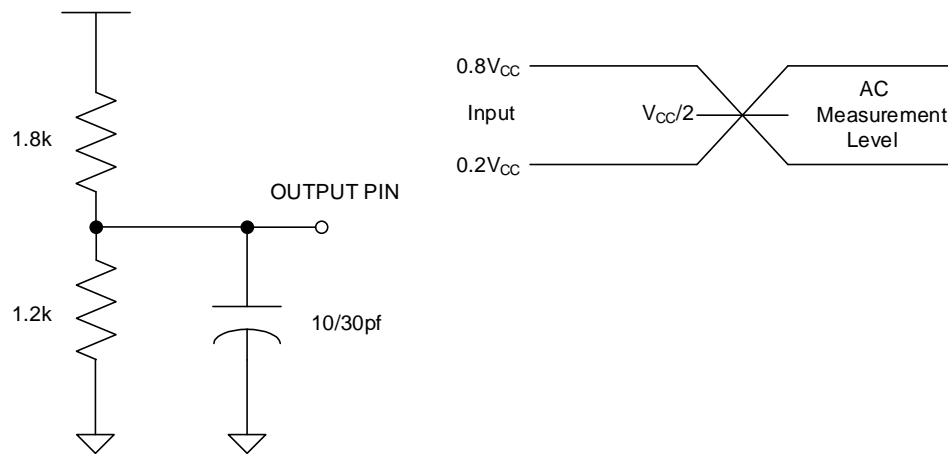 1.8k
OUTPUT PIN
1.2k
10/30pf
0.8VCC
Input
VCC/2
0.2VCC
AC
Measurement
Level